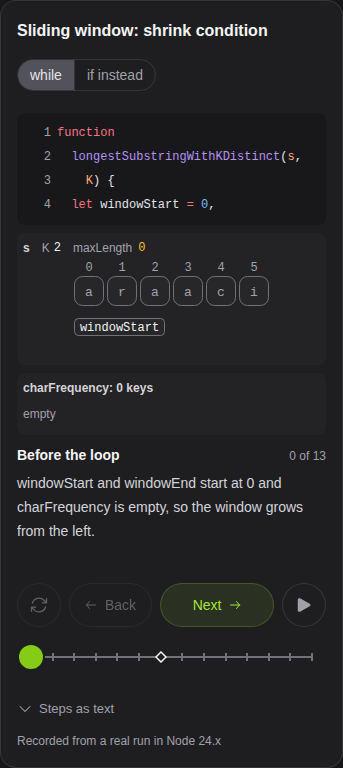 Sliding window: shrink condition
while if instead
1 function
2 longestSubstringWithKDistinct(s,
3 K) {
4 let windowStart = 0,
s K 2 maxLength 0
0 1 2 3 4 5
a r a a c i
windowStart
charFrequency: 0 keys
empty
Before the loop 0 of 13
windowStart and windowEnd start at 0 and
charFrequency is empty, so the window grows
from the left.
← Back Next →
Steps as text
Recorded from a real run in Node 24.x